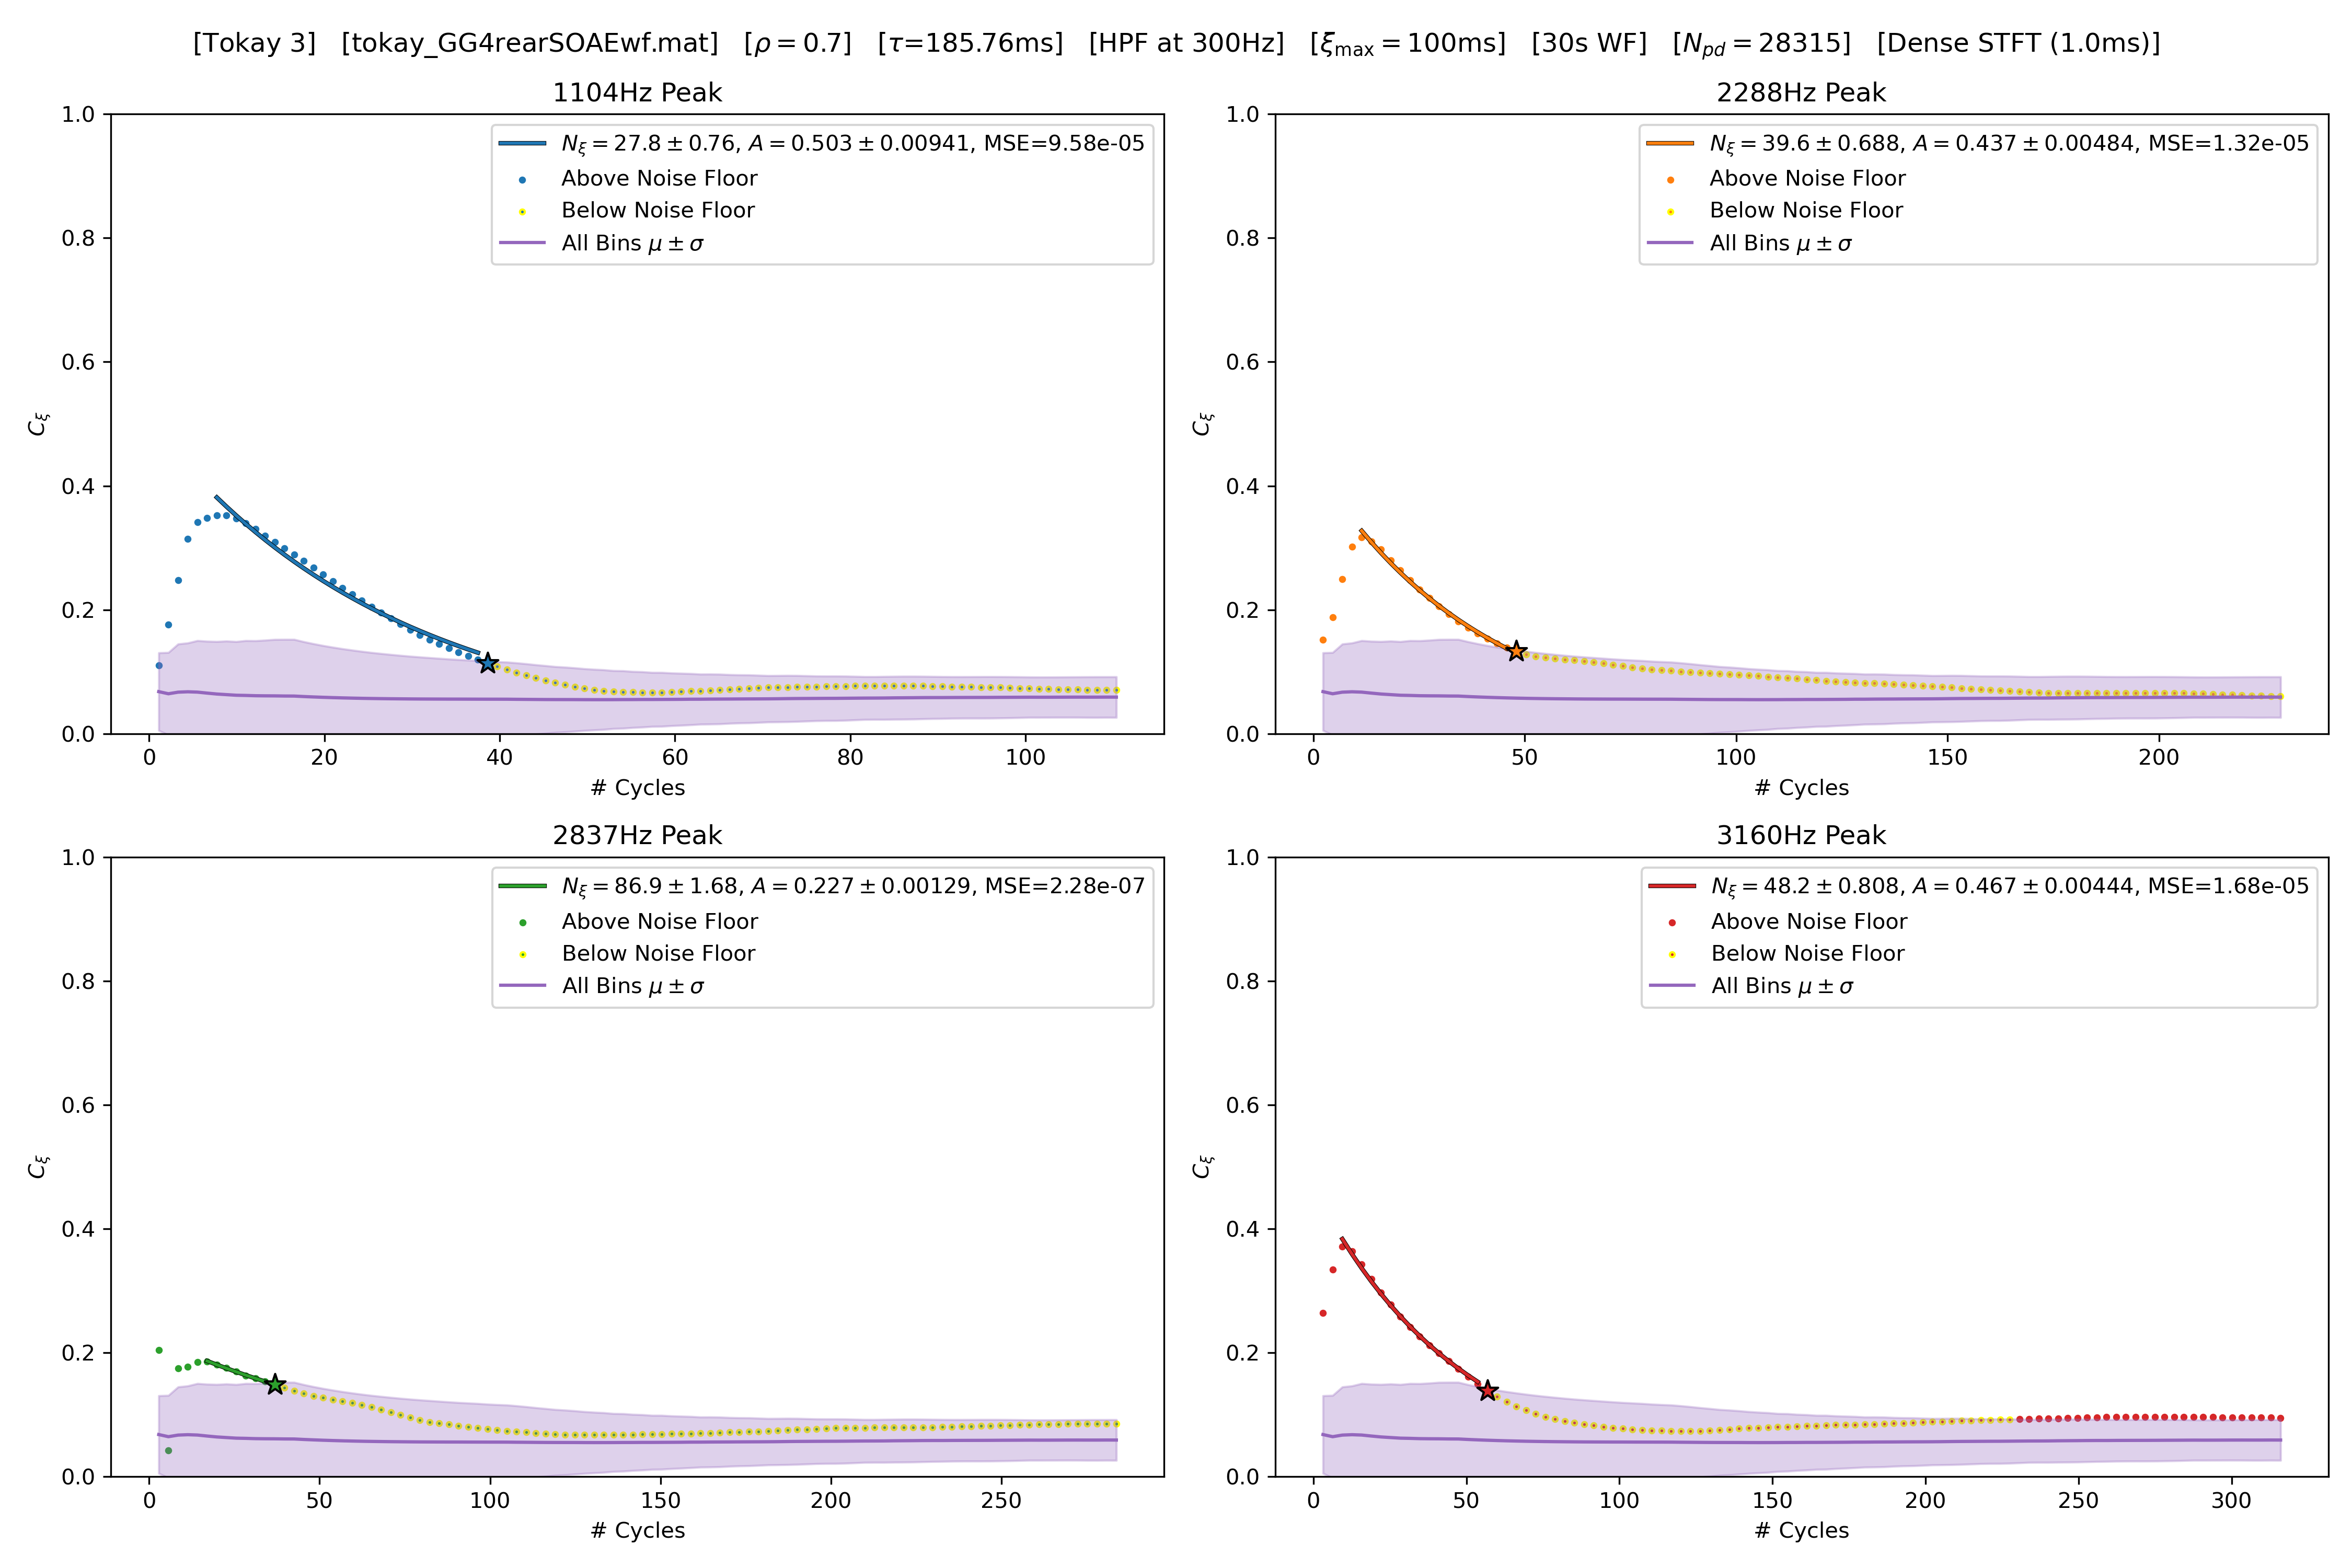 [Tokay 3] [tokay_GG4rearSOAEwf.mat] [ρ = 0.7] [τ=185.76ms] [HPF at 300Hz] [ξmax = 100ms] [30s WF] [Npd = 28315] [Dense STFT (1.0ms)]
1104Hz Peak
1.0
0.8
0.6
0.4
0.2
0.0
Cξ
Nξ = 27.8 ± 0.76, A = 0.503 ± 0.00941, MSE=9.58e-05
Above Noise Floor
Below Noise Floor
All Bins μ ± σ
0 20 40 60 80 100
# Cycles
2288Hz Peak
1.0
0.8
0.6
0.4
0.2
0.0
Cξ
Nξ = 39.6 ± 0.688, A = 0.437 ± 0.00484, MSE=1.32e-05
Above Noise Floor
Below Noise Floor
All Bins μ ± σ
0 50 100 150 200
# Cycles
2837Hz Peak
1.0
0.8
0.6
0.4
0.2
0.0
Cξ
Nξ = 86.9 ± 1.68, A = 0.227 ± 0.00129, MSE=2.28e-07
Above Noise Floor
Below Noise Floor
All Bins μ ± σ
0 50 100 150 200 250
# Cycles
3160Hz Peak
1.0
0.8
0.6
0.4
0.2
0.0
Cξ
Nξ = 48.2 ± 0.808, A = 0.467 ± 0.00444, MSE=1.68e-05
Above Noise Floor
Below Noise Floor
All Bins μ ± σ
0 50 100 150 200 250 300
# Cycles